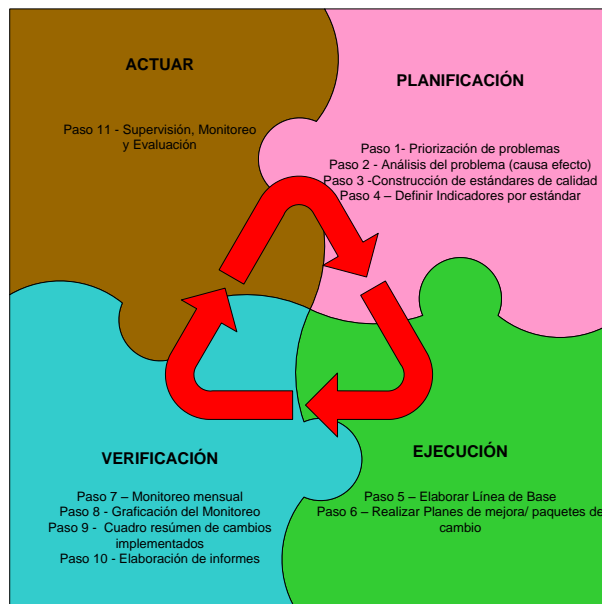 ACTUAR
Paso 11 - Supervisión, Monitoreo
y Evaluación
PLANIFICACIÓN
Paso 1- Priorización de problemas
Paso 2 - Análisis del problema (causa efecto)
Paso 3 -Construcción de estándares de calidad
Paso 4 – Definir Indicadores por estándar
VERIFICACIÓN
Paso 7 – Monitoreo mensual
Paso 8 - Graficación del Monitoreo
Paso 9 - Cuadro resúmen de cambios
implementados
Paso 10 - Elaboración de informes
EJECUCIÓN
Paso 5 – Elaborar Línea de Base
Paso 6 – Realizar Planes de mejora/ paquetes de
cambio